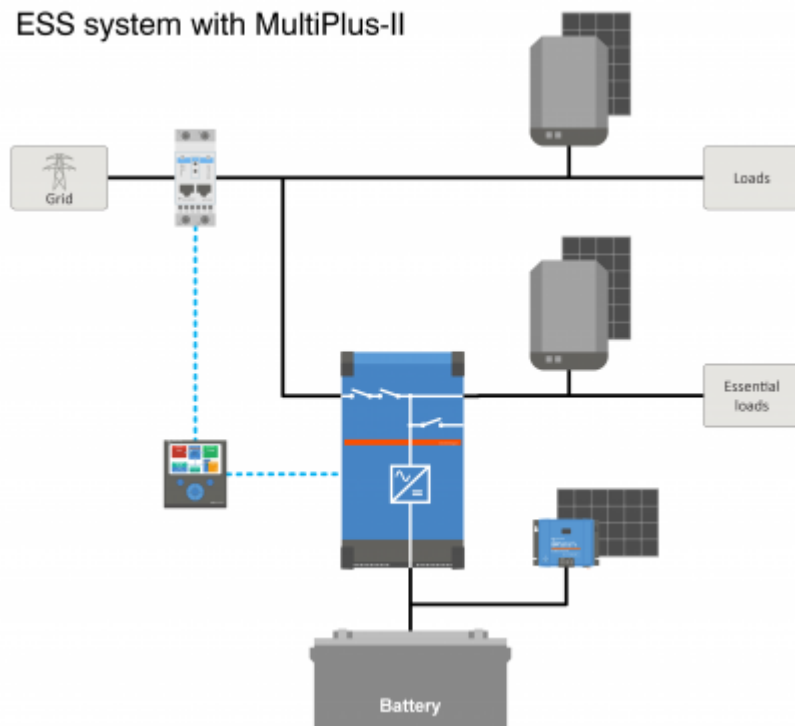 ESS system with MultiPlus-II
Grid
Loads
Essential
loads
Battery